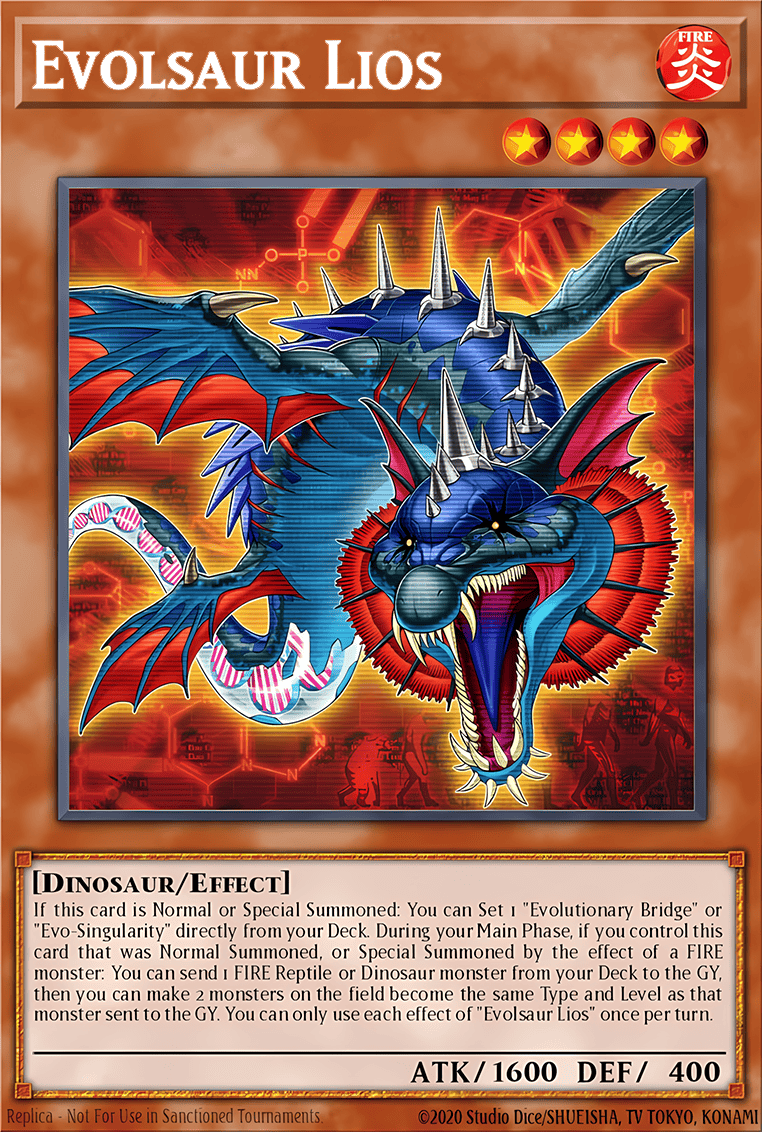 Evolsaur Lios
FIRE
炎
[Dinosaur/Effect]
If this card is Normal or Special Summoned: You can Set 1 "Evolutionary Bridge" or
"Evo-Singularity" directly from your Deck. During your Main Phase, if you control this
card that was Normal Summoned, or Special Summoned by the effect of a FIRE
monster: You can send 1 FIRE Reptile or Dinosaur monster from your Deck to the GY,
then you can make 2 monsters on the field become the same Type and Level as that
monster sent to the GY. You can only use each effect of "Evolsaur Lios" once per turn.
ATK/1600 DEF/ 400
Replica - Not For Use in Sanctioned Tournaments. ©2020 Studio Dice/SHUEISHA, TV TOKYO, KONAMI